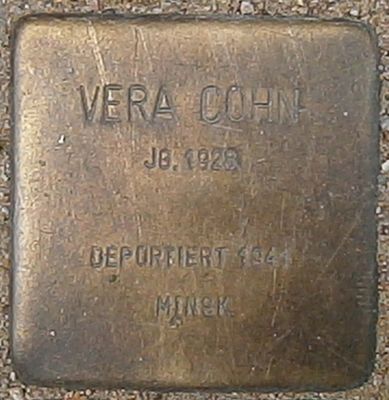 VERA COHN
JG. 1928
DEPORTIERT 1941
MINSK